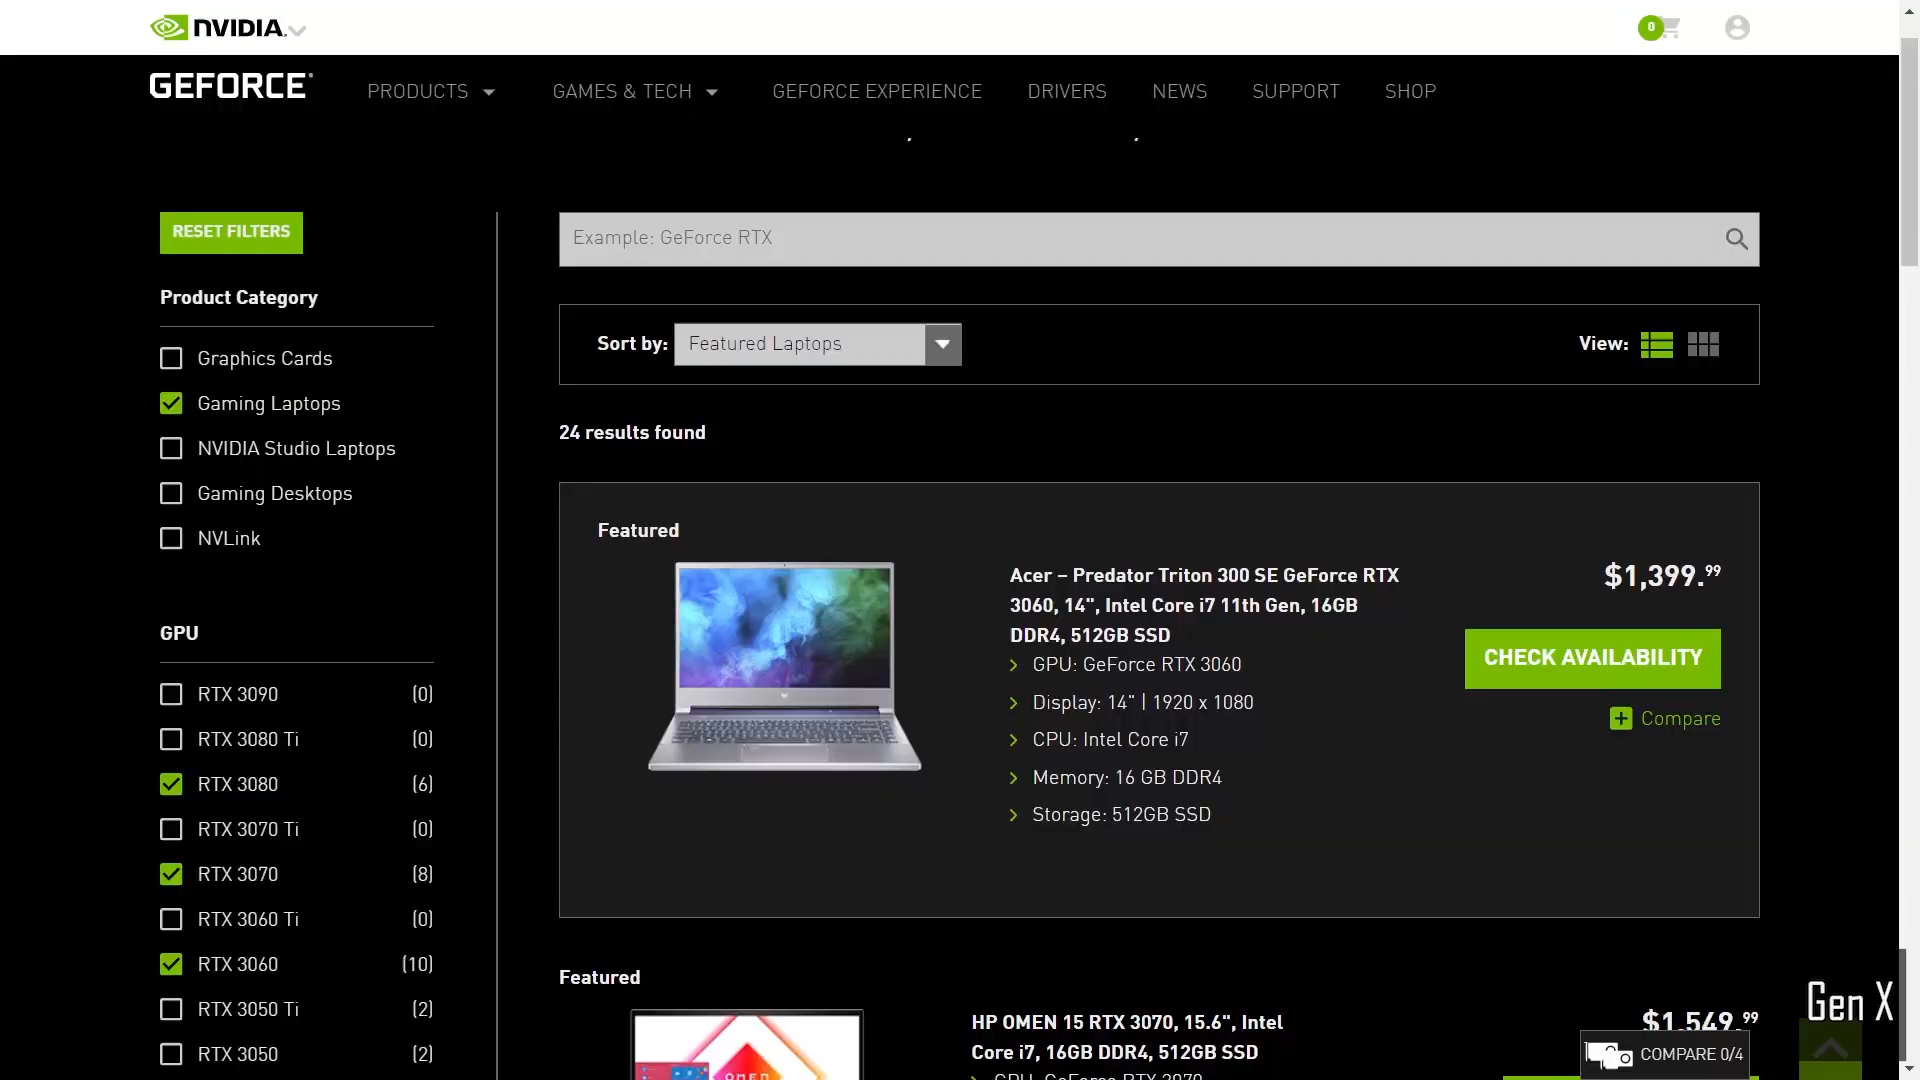 NVIDIA.
0
GEFORCE
PRODUCTS
GAMES & TECH
GEFORCE EXPERIENCE
DRIVERS
NEWS
SUPPORT
SHOP
RESET FILTERS
Example: GeForce RTX
Product Category
Sort by:
Featured Laptops
View:
Graphics Cards
Gaming Laptops
NVIDIA Studio Laptops
Gaming Desktops
NVLink
24 results found
Featured
Acer – Predator Triton 300 SE GeForce RTX
3060, 14", Intel Core i7 11th Gen, 16GB
DDR4, 512GB SSD
GPU: GeForce RTX 3060
Display: 14" | 1920 x 1080
CPU: Intel Core i7
Memory: 16 GB DDR4
Storage: 512GB SSD
$1,399.99
CHECK AVAILABILITY
Compare
GPU
RTX 3090 (0)
RTX 3080 Ti (0)
RTX 3080 (6)
RTX 3070 Ti (0)
RTX 3070 (8)
RTX 3060 Ti (0)
RTX 3060 (10)
RTX 3050 Ti (2)
RTX 3050 (2)
Featured
OMEN
HP OMEN 15 RTX 3070, 15.6", Intel
Core i7, 16GB DDR4, 512GB SSD
GPU: GeForce RTX 3070
$1,549.99
COMPARE 0/4
Gen X